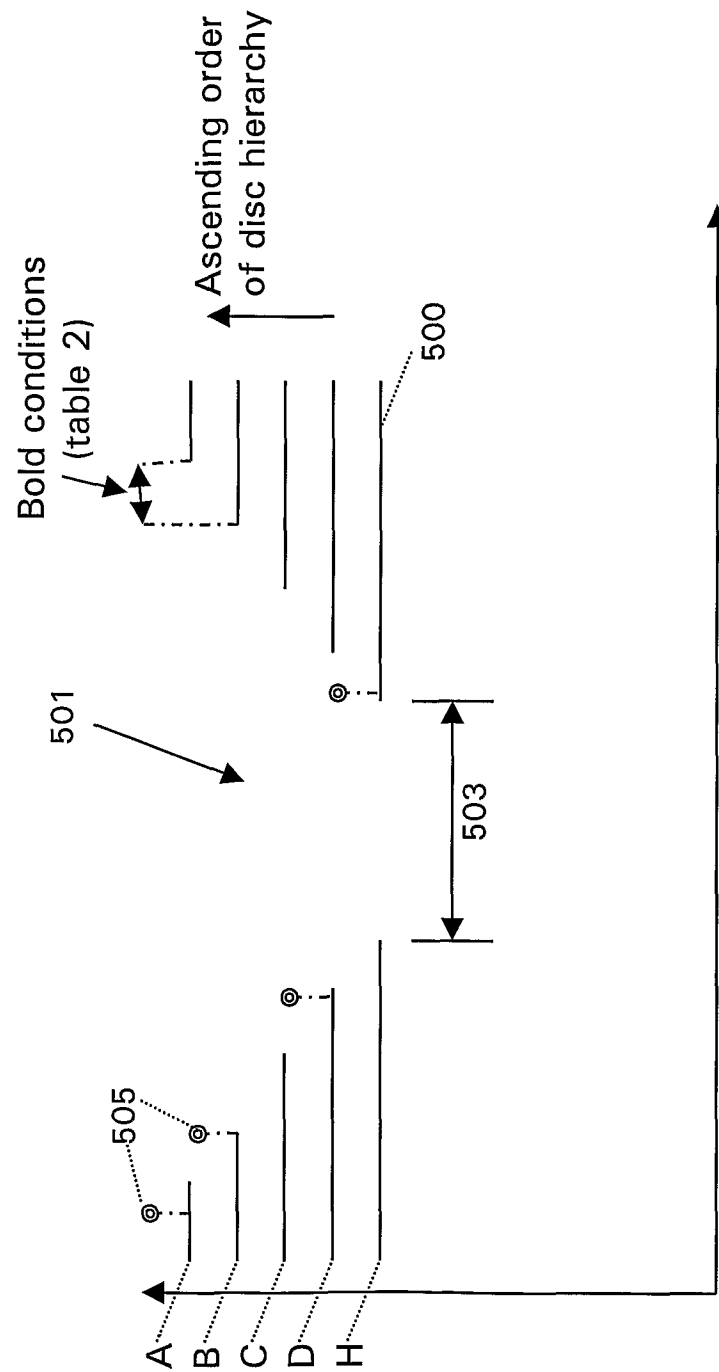 Bold conditions
(table 2)
Ascending order
of disc hierarchy
501
500
503
505
A
B
C
D
H